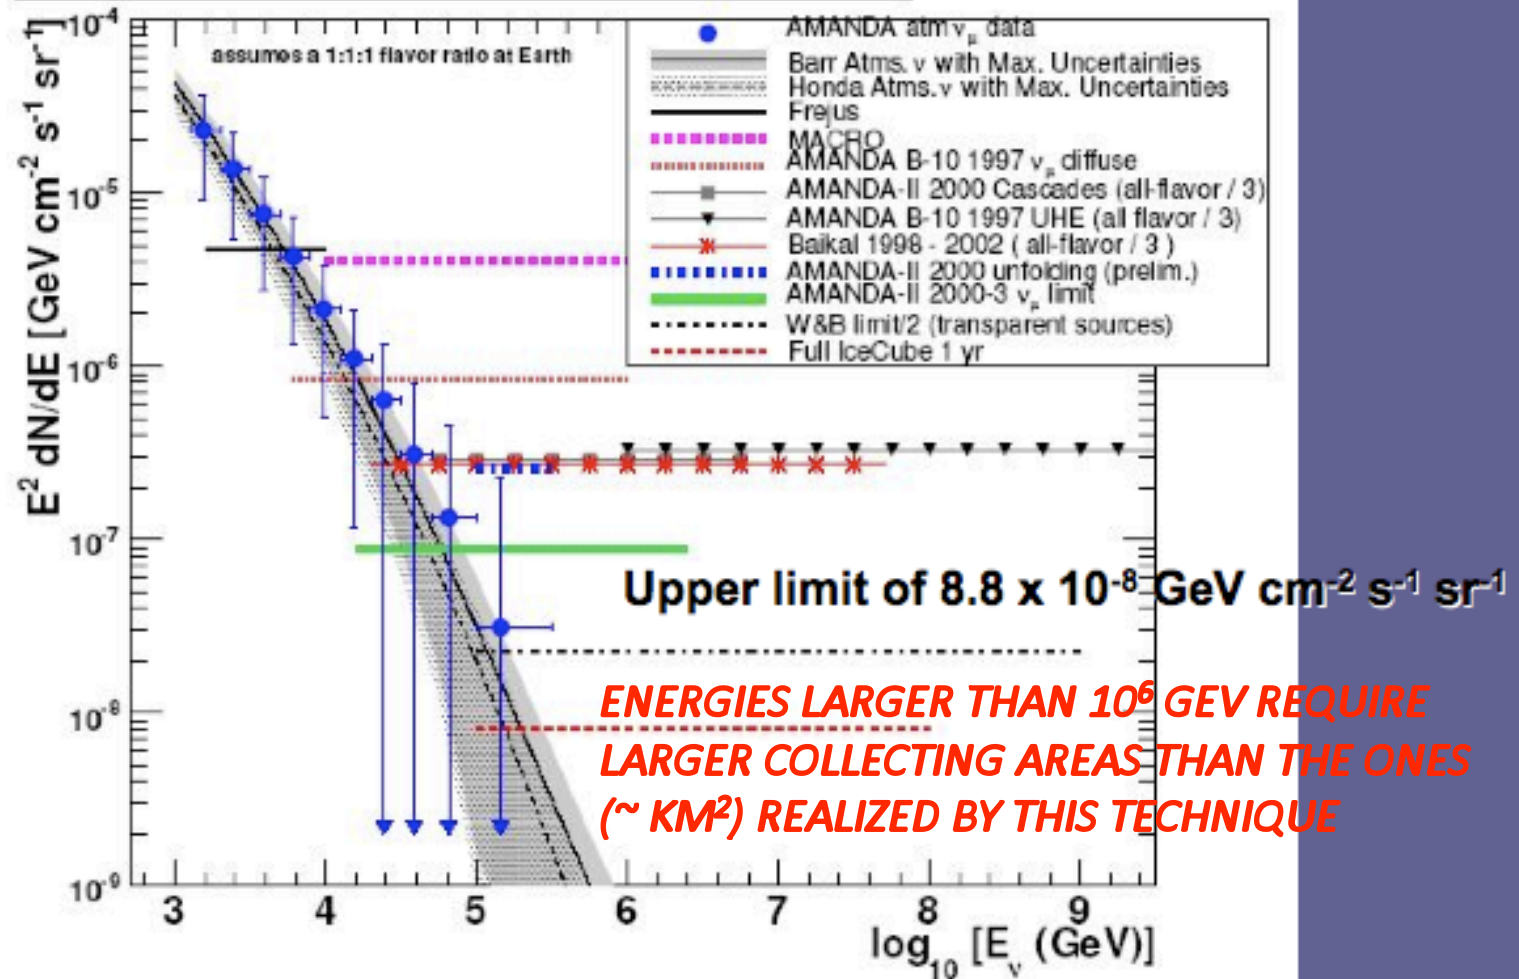 10-4
assumes a 1:1:1 flavor ratio at Earth
AMANDA atm νμ data
Barr Atms. ν with Max. Uncertainties
Honda Atms. ν with Max. Uncertainties
Frejus
MACRO
AMANDA B-10 1997 νμ diffuse
AMANDA-II 2000 Cascades (all-flavor / 3)
AMANDA B-10 1997 UHE (all flavor / 3)
Baikal 1998 - 2002 ( all-flavor / 3 )
AMANDA-II 2000 unfolding (prelim.)
AMANDA-II 2000-3 νμ limit
W&B limit/2 (transparent sources)
Full IceCube 1 yr
E2 dN/dE [GeV cm-2 s-1 sr-1]
10-5
10-6
10-7
10-8
10-9
Upper limit of 8.8 x 10-8 GeV cm-2 s-1 sr-1
ENERGIES LARGER THAN 106 GEV REQUIRE
LARGER COLLECTING AREAS THAN THE ONES
(~ KM2) REALIZED BY THIS TECHNIQUE
3 4 5 6 7 8 9
log10 [Eν (GeV)]